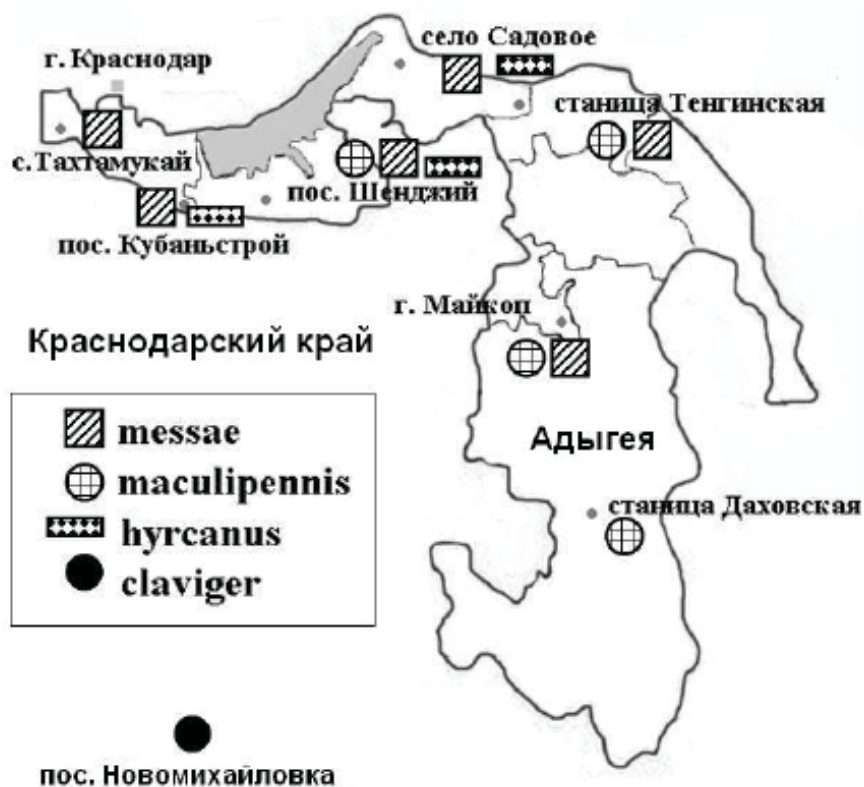 село Садовое
г. Краснодар
станица Тенгинская
с. Тахтамукай
пос. Шенджий
пос. Кубаньстрой
г. Майкоп
Краснодарский край
messae
maculipennis
hyrcanus
claviger
Адыгея
станица Даховская
пос. Новомихайловка